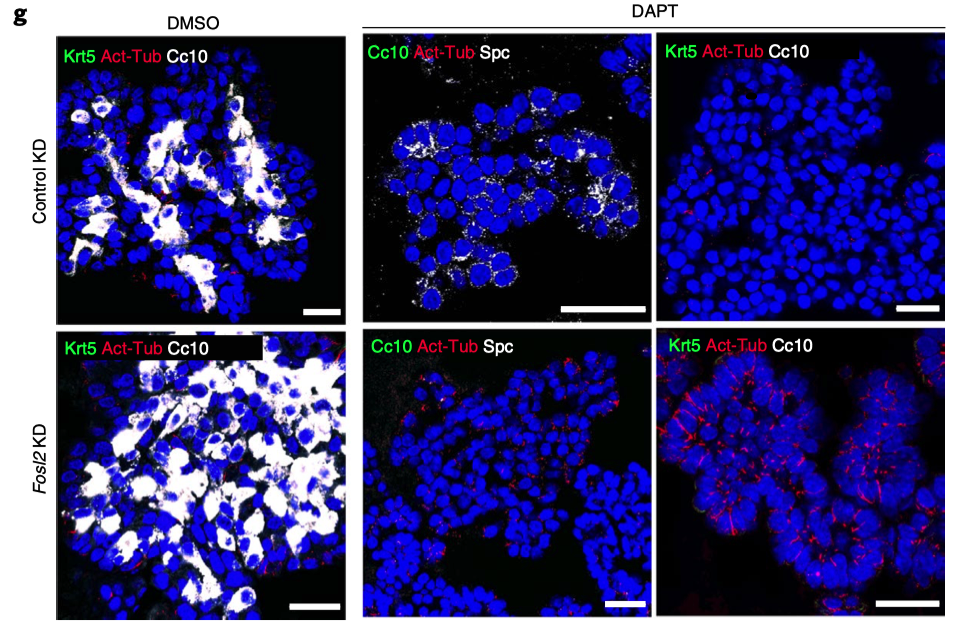 g
DMSO
DAPT
Control KD
Krt5 Act-Tub Cc10
Cc10 Act-Tub Spc
Krt5 Act-Tub Cc10
Fosl2 KD
Krt5 Act-Tub Cc10
Cc10 Act-Tub Spc
Krt5 Act-Tub Cc10